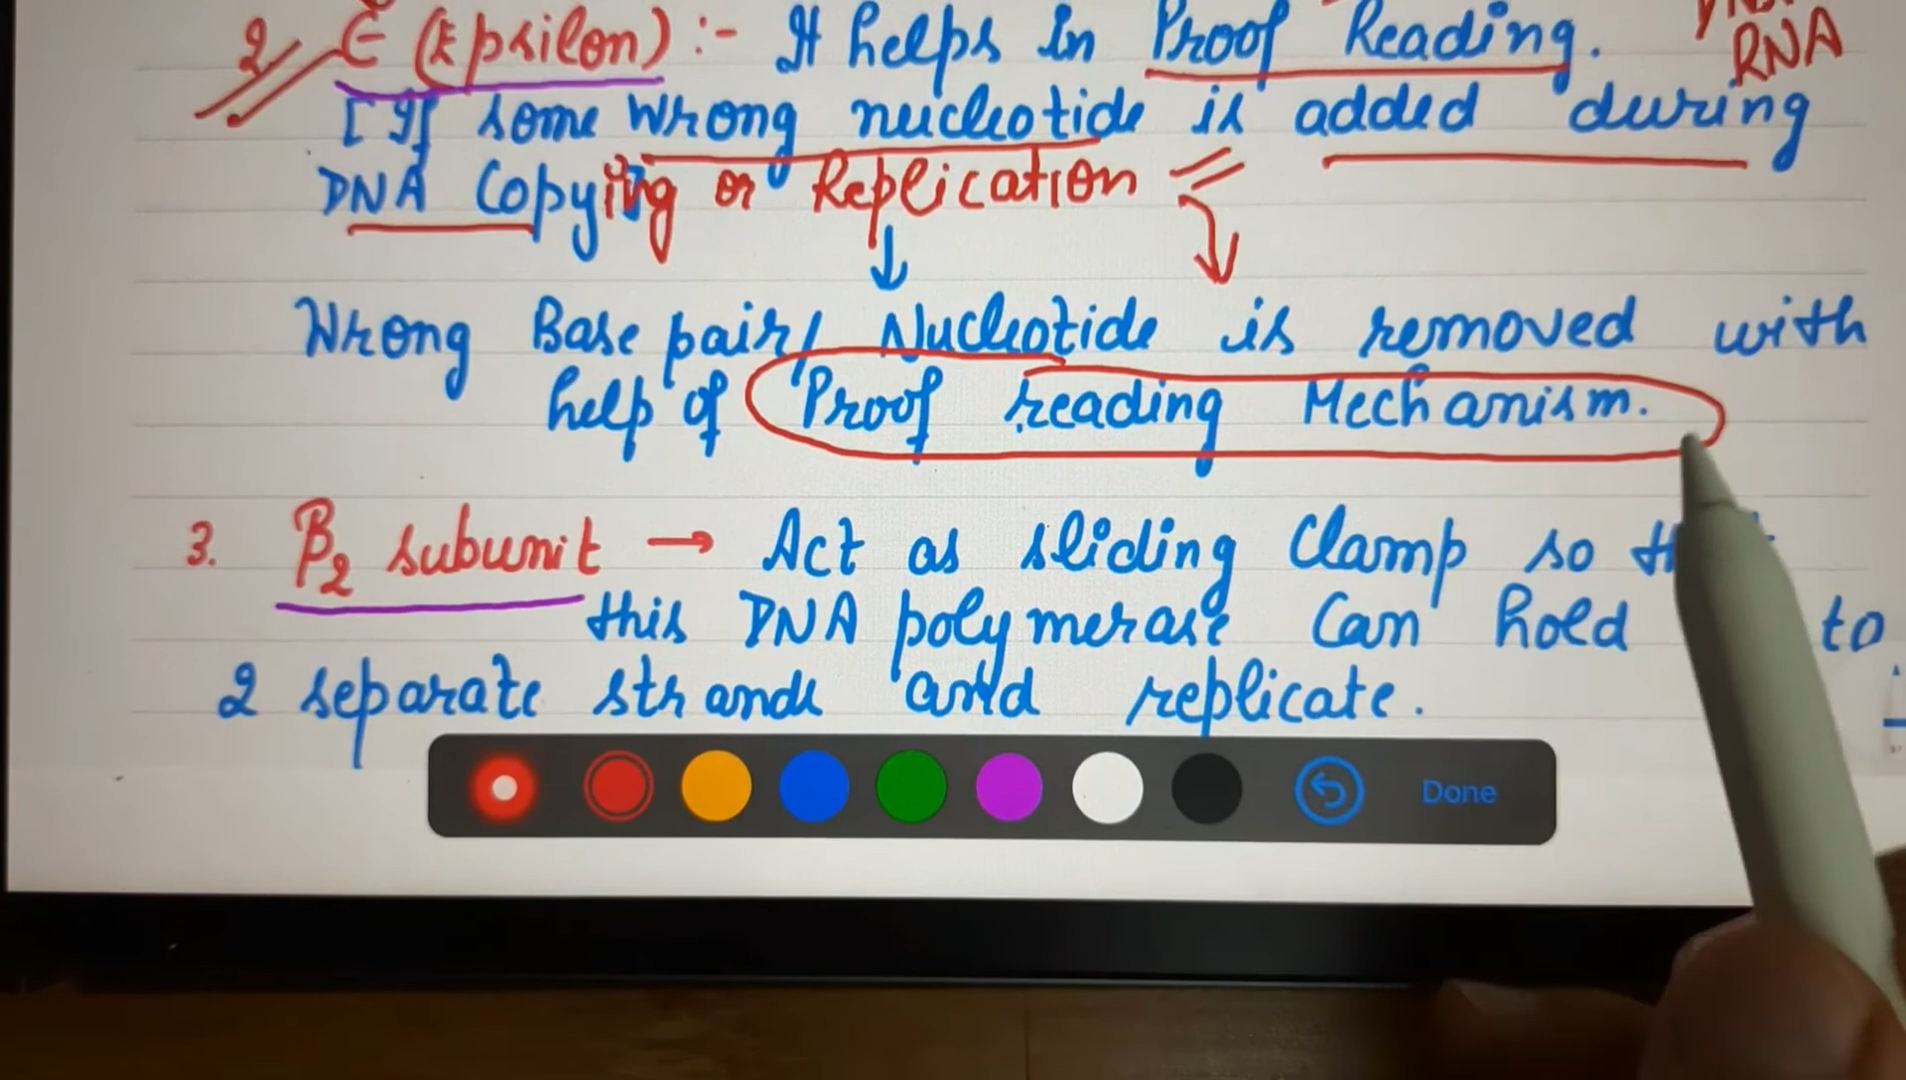 2 Ɛ (Epsilon) :- It helps in Proof Reading.
RNA
[If some wrong nucleotide is added during
DNA Copying or Replication
↓
Wrong Base pair/ Nucleotide is removed with
help of Proof reading Mechanism.
3. β2 subunit → Act as sliding Clamp so
this DNA polymerase Can hold to
2 separate strands and replicate.
Done